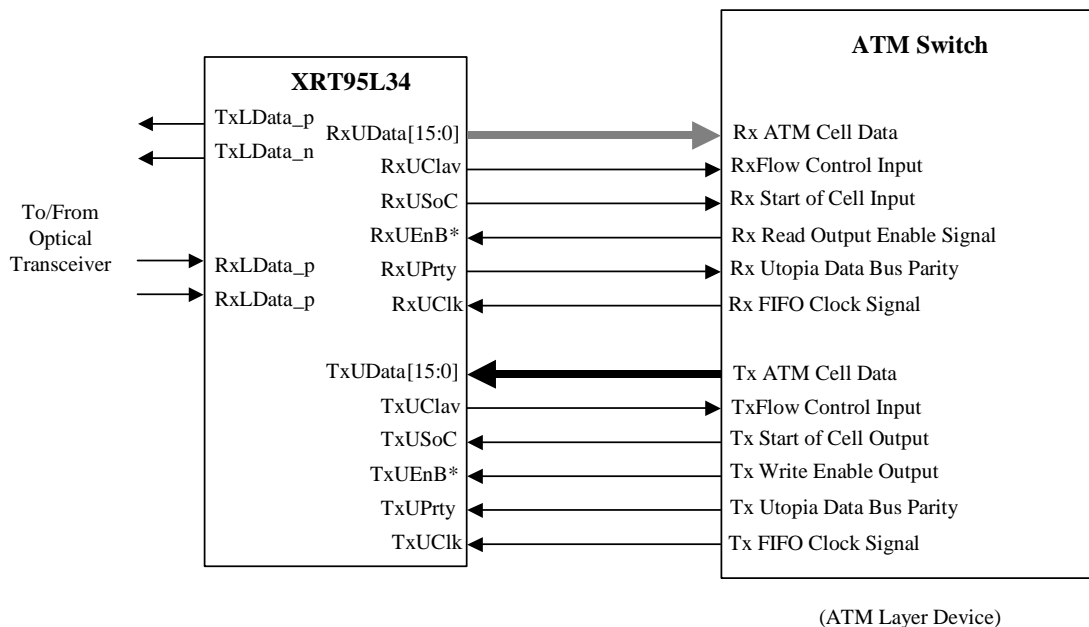 ATM Switch
XRT95L34
TxLData_p
TxLData_n
To/From
Optical
Transceiver
RxLData_p
RxLData_p
RxUData[15:0]
RxUClav
RxUSoC
RxUEnB*
RxUPrty
RxUClk
TxUData[15:0]
TxUClav
TxUSoC
TxUEnB*
TxUPrty
TxUClk
Rx ATM Cell Data
RxFlow Control Input
Rx Start of Cell Input
Rx Read Output Enable Signal
Rx Utopia Data Bus Parity
Rx FIFO Clock Signal
Tx ATM Cell Data
TxFlow Control Input
Tx Start of Cell Output
Tx Write Enable Output
Tx Utopia Data Bus Parity
Tx FIFO Clock Signal
(ATM Layer Device)